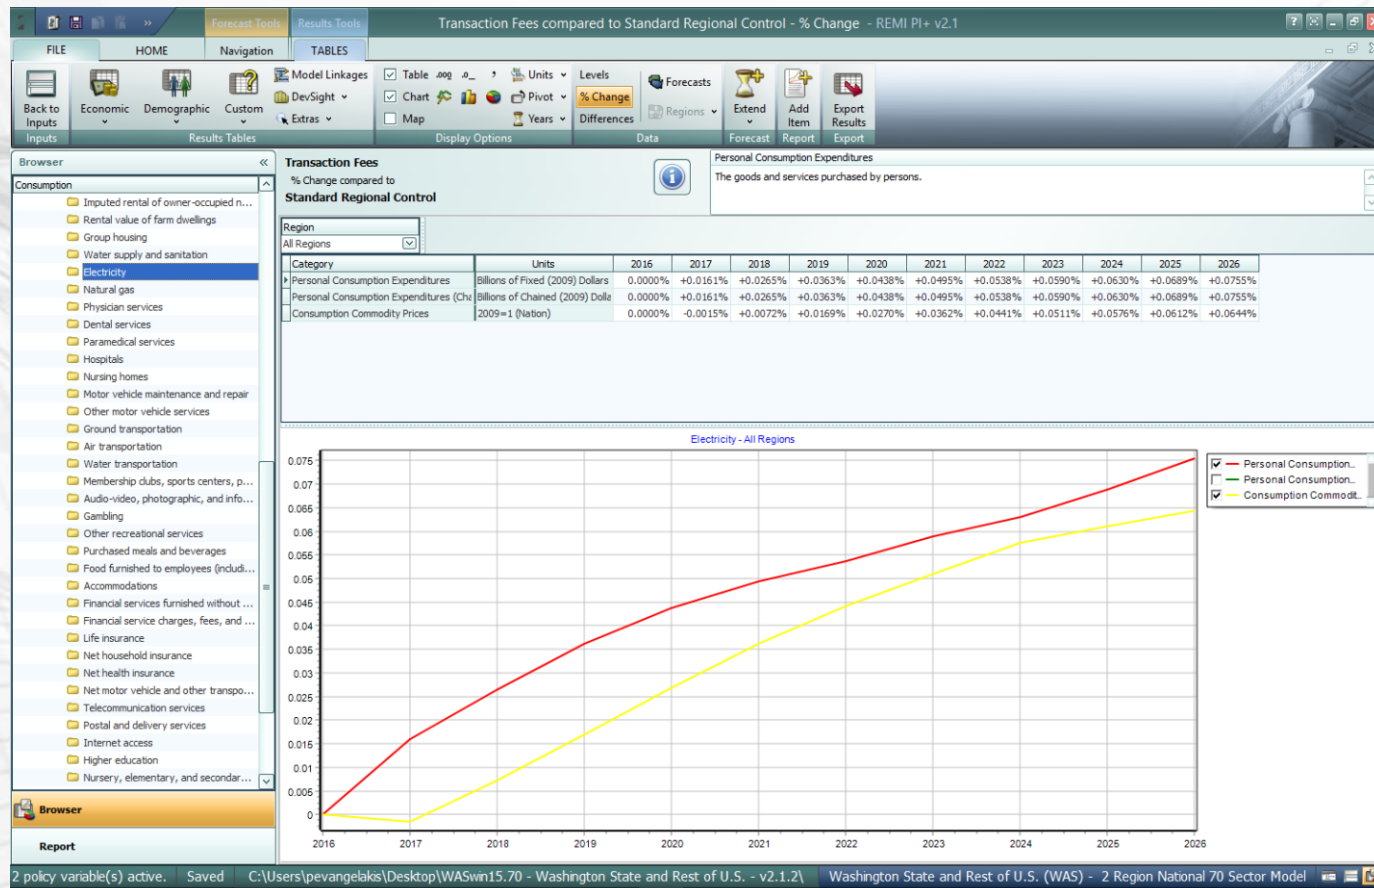 Forecast Tools Results Tools Transaction Fees compared to Standard Regional Control - % Change - REMI PI+ v2.1
FILE HOME Navigation TABLES
Back to Inputs
Inputs
Economic Demographic Custom
Model Linkages
DevSight
Extras
Results Tables
Table .000 .0_ , Units
Chart Pivot
Map Years
Display Options
Levels
% Change
Differences
Forecasts
Regions
Data
Extend
Forecast
Add Item
Report
Export Results
Export
Browser «
Consumption
Imputed rental of owner-occupied n...
Rental value of farm dwellings
Group housing
Water supply and sanitation
Electricity
Natural gas
Physician services
Dental services
Paramedical services
Hospitals
Nursing homes
Motor vehicle maintenance and repair
Other motor vehicle services
Ground transportation
Air transportation
Water transportation
Membership clubs, sports centers, p...
Audio-video, photographic, and info...
Gambling
Other recreational services
Purchased meals and beverages
Food furnished to employees (includi...
Accommodations
Financial services furnished without ...
Financial service charges, fees, and ...
Life insurance
Net household insurance
Net health insurance
Net motor vehicle and other transpo...
Telecommunication services
Postal and delivery services
Internet access
Higher education
Nursery, elementary, and secondar...
Browser
Report
Transaction Fees
% Change compared to
Standard Regional Control
Personal Consumption Expenditures
The goods and services purchased by persons.
Region
All Regions
Category Units 2016 2017 2018 2019 2020 2021 2022 2023 2024 2025 2026
Personal Consumption Expenditures Billions of Fixed (2009) Dollars 0.0000% +0.0161% +0.0265% +0.0363% +0.0438% +0.0495% +0.0538% +0.0590% +0.0630% +0.0689% +0.0755%
Personal Consumption Expenditures (Cha Billions of Chained (2009) Dolla 0.0000% +0.0161% +0.0265% +0.0363% +0.0438% +0.0495% +0.0538% +0.0590% +0.0630% +0.0689% +0.0755%
Consumption Commodity Prices 2009=1 (Nation) 0.0000% -0.0015% +0.0072% +0.0169% +0.0270% +0.0362% +0.0441% +0.0511% +0.0576% +0.0612% +0.0644%
Electricity - All Regions
0.075
0.07
0.065
0.06
0.055
0.05
0.045
0.04
0.035
0.03
0.025
0.02
0.015
0.01
0.005
0
2016 2017 2018 2019 2020 2021 2022 2023 2024 2025 2026
Personal Consumption...
Personal Consumption...
Consumption Commodit...
2 policy variable(s) active. Saved C:\Users\pevangelakis\Desktop\WASwin15.70 - Washington State and Rest of U.S. - v2.1.2\ Washington State and Rest of U.S. (WAS) - 2 Region National 70 Sector Model